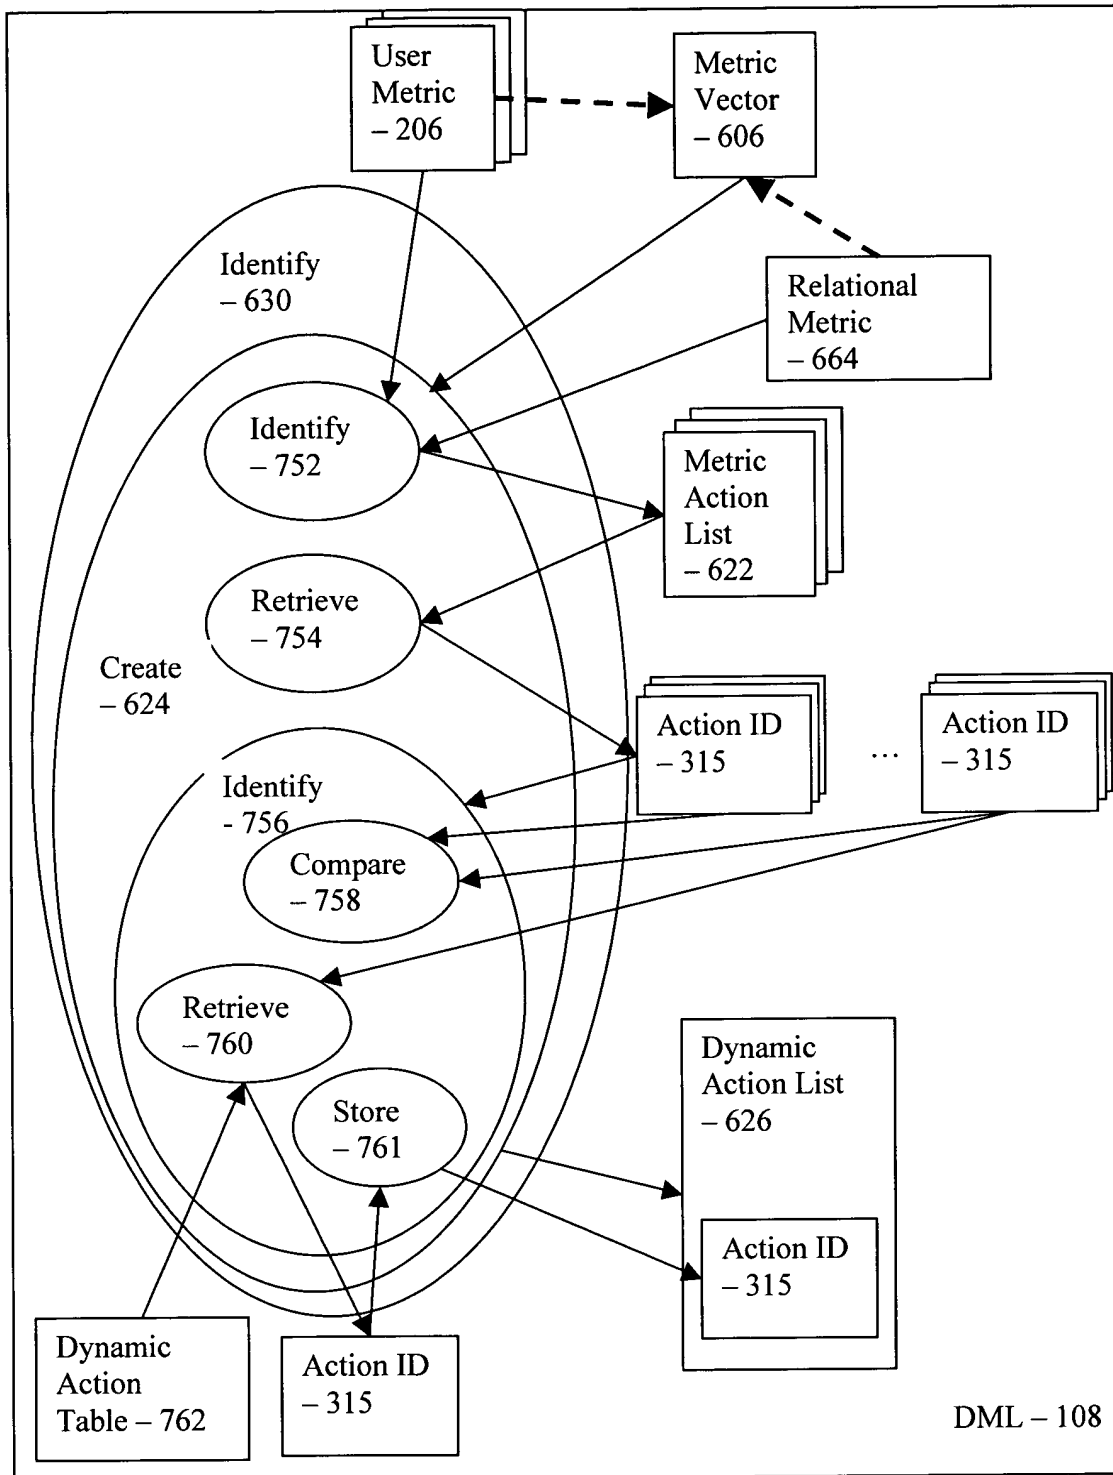 User
Metric
– 206
Metric
Vector
– 606
Identify
– 630
Relational
Metric
– 664
Identify
– 752
Metric
Action
List
– 622
Retrieve
– 754
Create
– 624
Action ID
– 315
...
Action ID
– 315
Identify
- 756
Compare
– 758
Retrieve
– 760
Store
– 761
Dynamic
Action List
– 626
Action ID
– 315
Dynamic
Action
Table – 762
Action ID
– 315
DML – 108